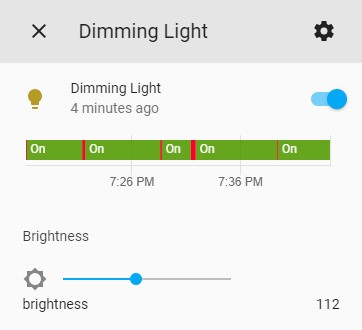 Dimming Light
Dimming Light
4 minutes ago
On On On On On
7:26 PM 7:36 PM
Brightness
brightness 112